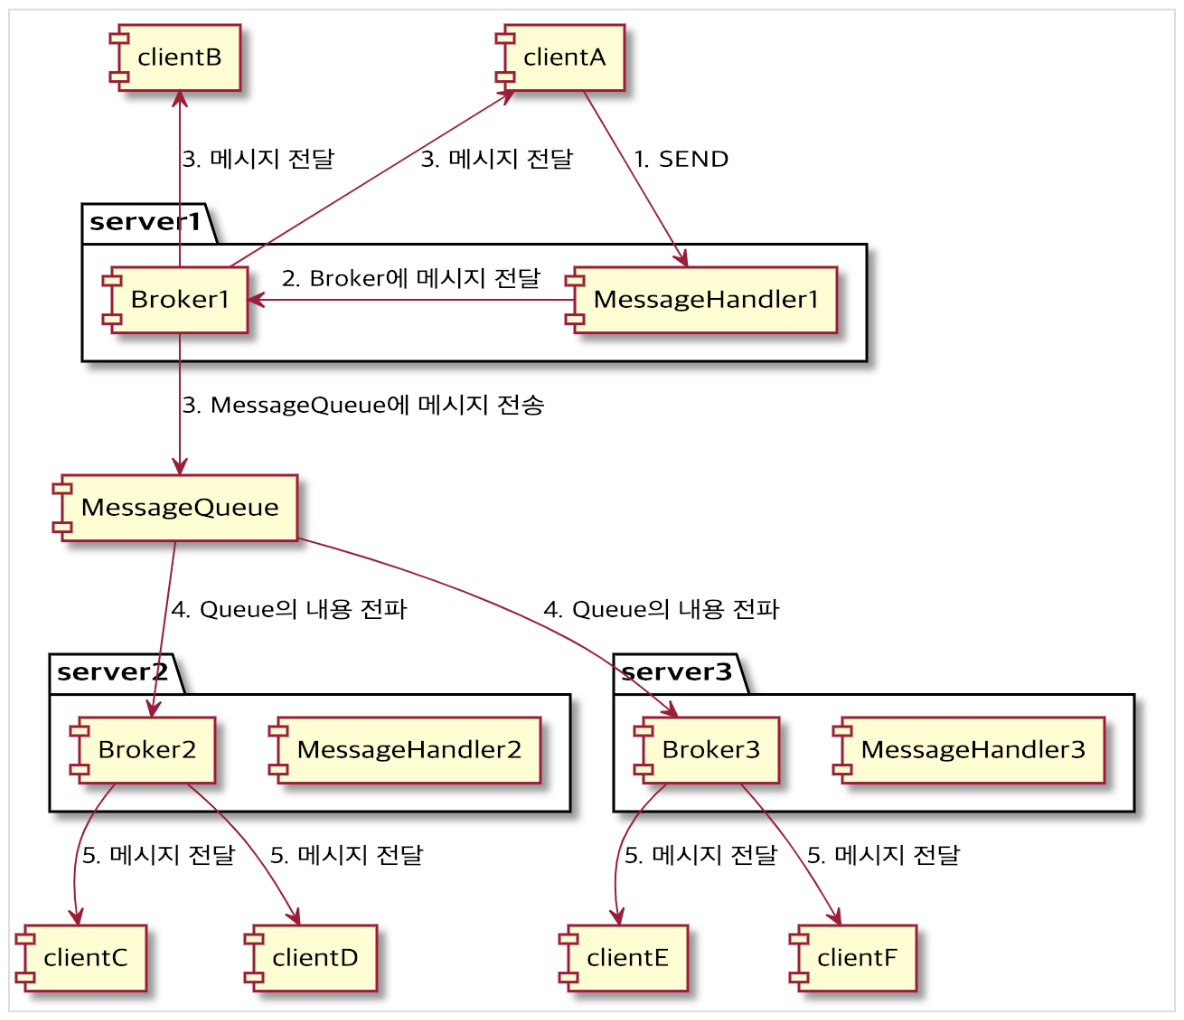 clientB
clientA
3. 메시지 전달
3. 메시지 전달
1. SEND
server1
2. Broker에 메시지 전달
Broker1
MessageHandler1
3. MessageQueue에 메시지 전송
MessageQueue
4. Queue의 내용 전파
4. Queue의 내용 전파
server2
server3
Broker2
MessageHandler2
Broker3
MessageHandler3
5. 메시지 전달
5. 메시지 전달
5. 메시지 전달
5. 메시지 전달
clientC
clientD
clientE
clientF